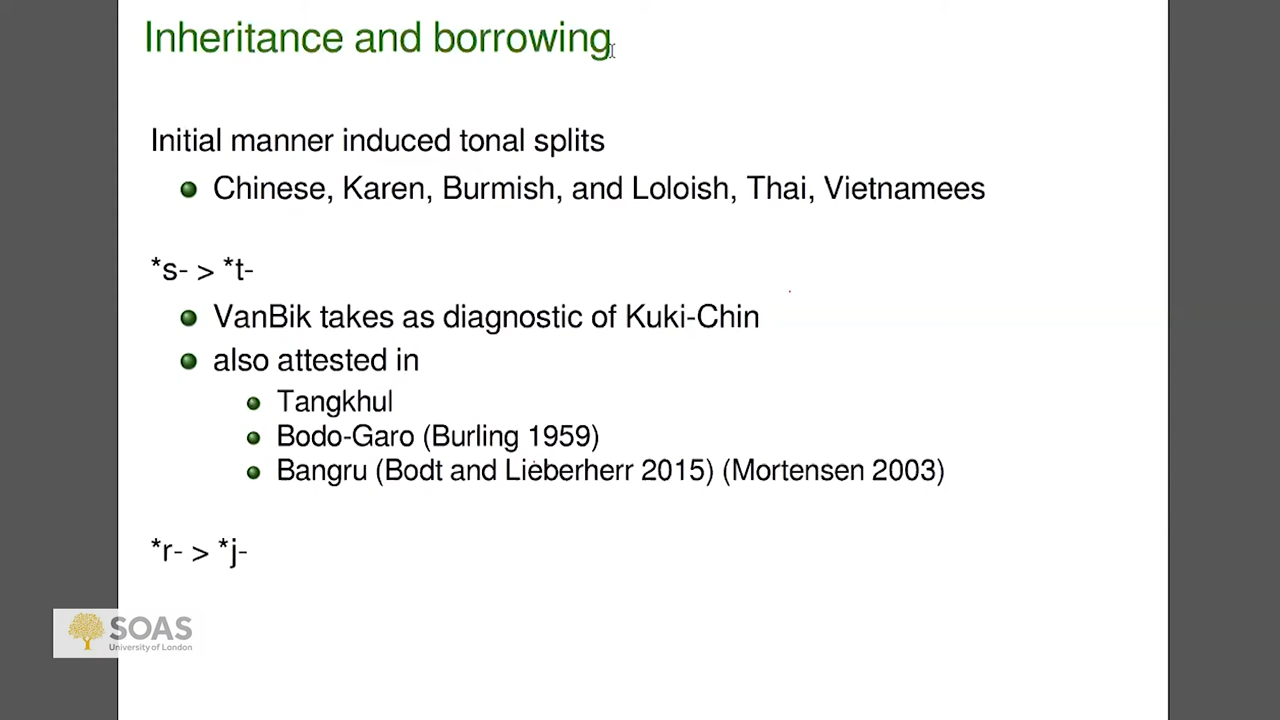 Inheritance and borrowing
Initial manner induced tonal splits
Chinese, Karen, Burmish, and Loloish, Thai, Vietnamees
*s- > *t-
VanBik takes as diagnostic of Kuki-Chin
also attested in
Tangkhul
Bodo-Garo (Burling 1959)
Bangru (Bodt and Lieberherr 2015) (Mortensen 2003)
*r- > *j-
SOAS
University of London